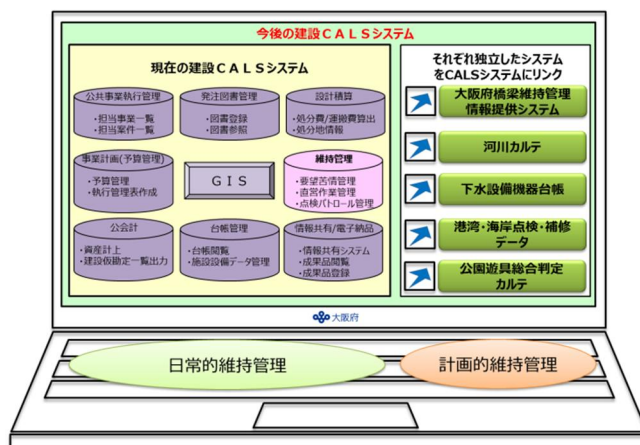 今後の建設ＣＡＬＳシステム
現在の建設ＣＡＬＳシステム
公共事業執行管理
・担当事業一覧
・担当案件一覧
発注図書管理
・図書登録
・図書参照
設計積算
・処分費/運搬費算出
・処分地情報
事業計画(予算管理)
・予算管理
・執行管理表作成
ＧＩＳ
維持管理
・要望苦情管理
・直営作業管理
・点検パトロール管理
公会計
・資産計上
・建設仮勘定一覧出力
台帳管理
・台帳閲覧
・施設設備データ管理
情報共有/電子納品
・情報共有システム
・成果品閲覧
・成果品登録
それぞれ独立したシステム
をCALSシステムにリンク
大阪府橋梁維持管理
情報提供システム
河川カルテ
下水設備機器台帳
港湾・海岸点検・補修
データ
公園遊具総合判定
カルテ
大阪府
日常的維持管理
計画的維持管理